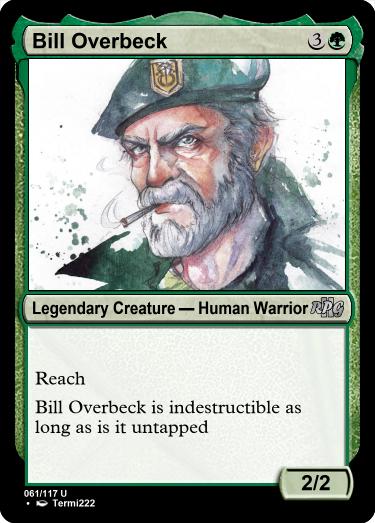 Bill Overbeck 3
Legendary Creature — Human Warrior RPG
Reach
Bill Overbeck is indestructible as
long as is it untapped
2/2
061/117 U
• Termi222